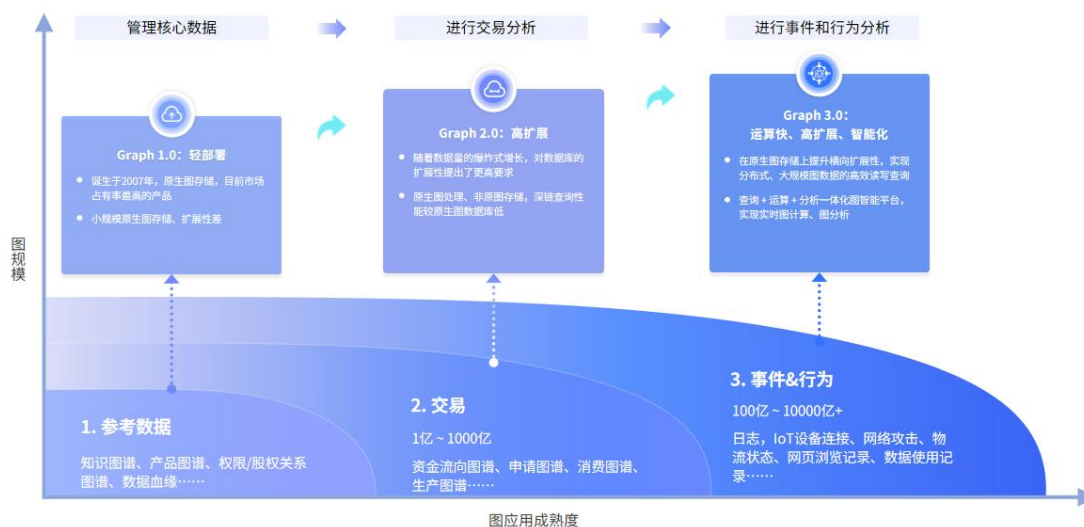 管理核心数据
进行交易分析
进行事件和行为分析
Graph 1.0：轻部署
诞生于2007年，原生图存储，目前市场
占有率最高的产品
小规模原生图存储、扩展性差
Graph 2.0：高扩展
随着数据量的爆炸式增长，对数据库的
扩展性提出了更高要求
原生图处理、非原图存储，深链查询性
能较原生图数据库低
Graph 3.0：
运算快、高扩展、智能化
在原生图存储上提升横向扩展性，实现
分布式、大规模图数据的高效读写查询
查询 + 运算 + 分析一体化图智能平台，
实现实时图计算、图分析
图规模
1. 参考数据
知识图谱、产品图谱、权限/股权关系
图谱、数据血缘……
2. 交易
1亿 ~ 1000亿
资金流向图谱、申请图谱、消费图谱、
生产图谱……
3. 事件&行为
100亿 ~ 10000亿+
日志，IoT设备连接、网络攻击、物
流状态、网页浏览记录、数据使用记
录……
图应用成熟度